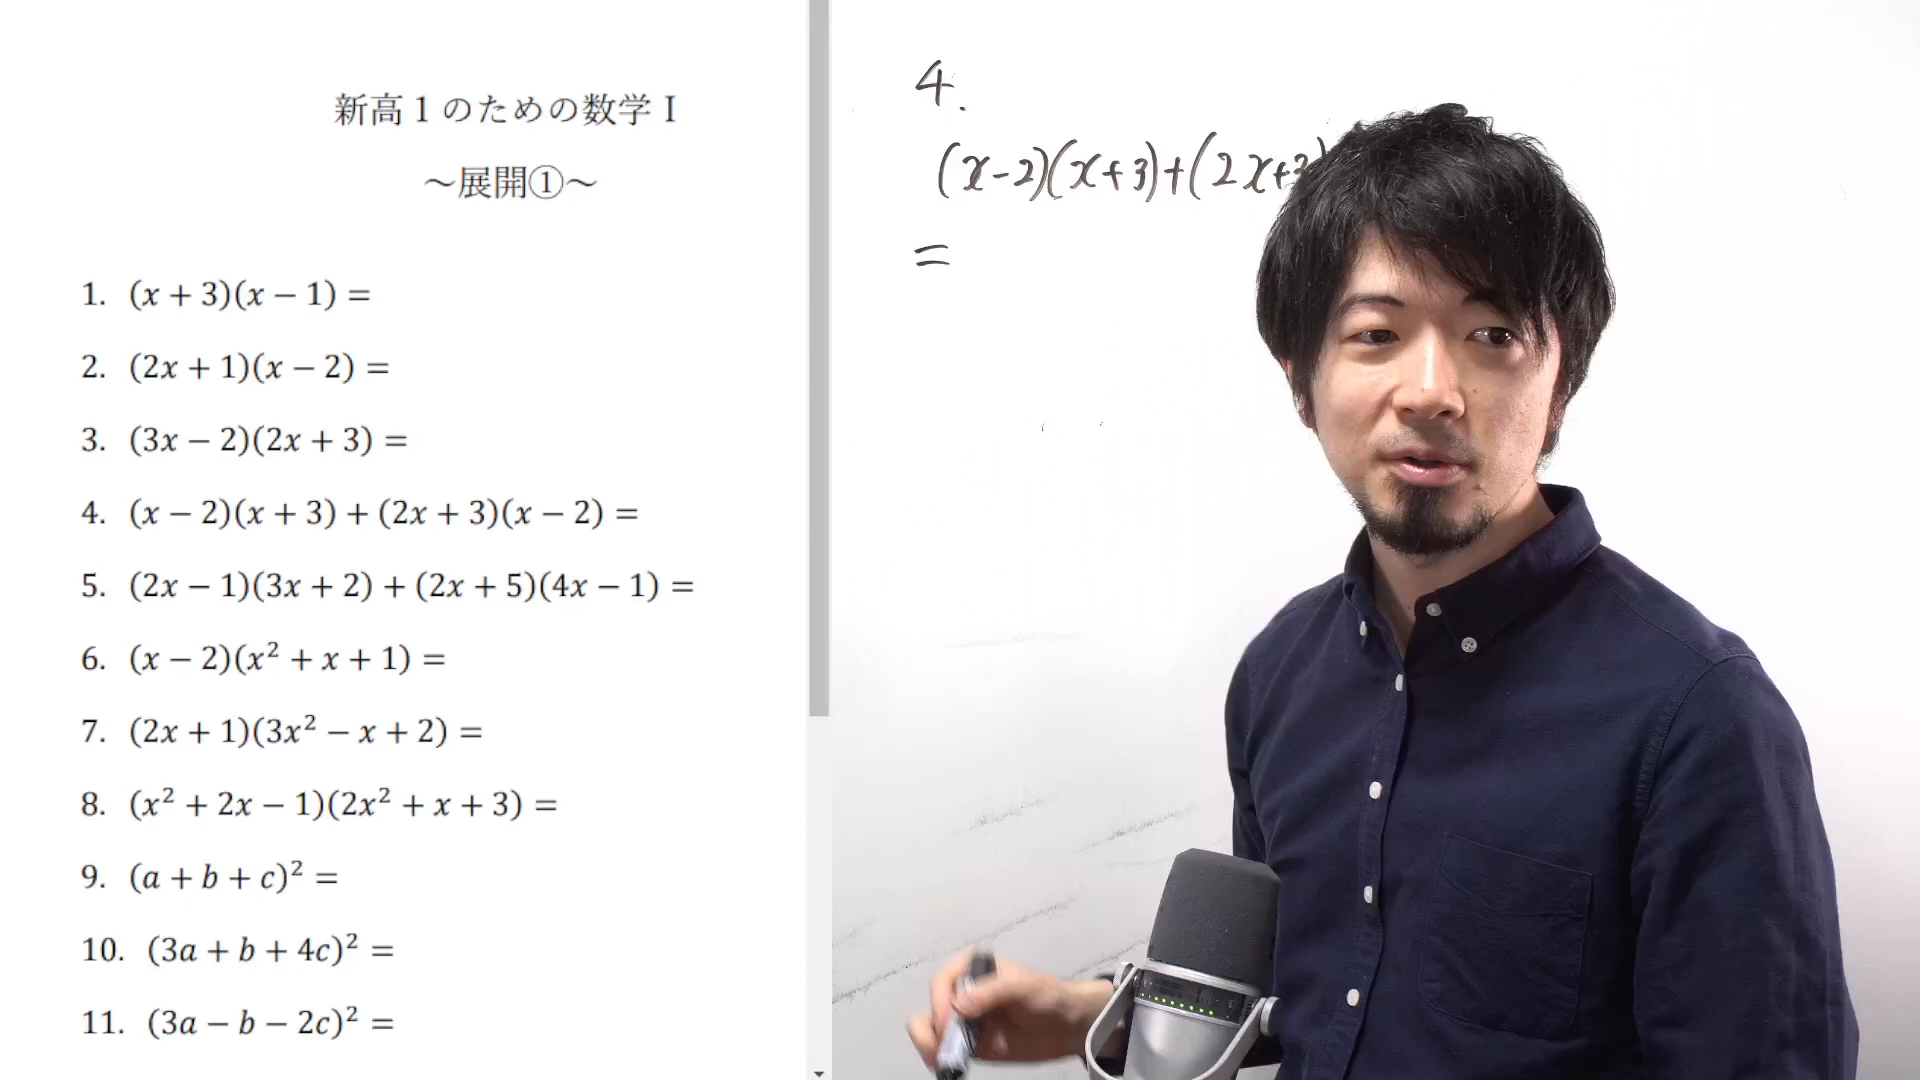 新高１のための数学Ⅰ
～展開①～
1. (x + 3)(x − 1) =
2. (2x + 1)(x − 2) =
3. (3x − 2)(2x + 3) =
4. (x − 2)(x + 3) + (2x + 3)(x − 2) =
5. (2x − 1)(3x + 2) + (2x + 5)(4x − 1) =
6. (x − 2)(x² + x + 1) =
7. (2x + 1)(3x² − x + 2) =
8. (x² + 2x − 1)(2x² + x + 3) =
9. (a + b + c)² =
10. (3a + b + 4c)² =
11. (3a − b − 2c)² =
4.
(x-2)(x+3)+(2x+3)
=